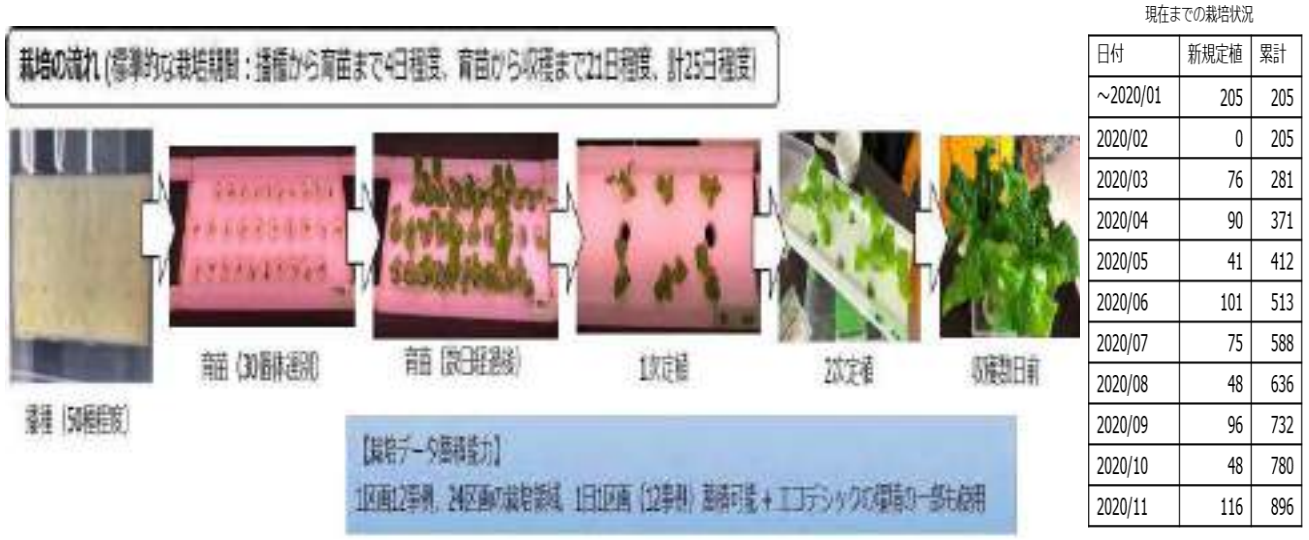 栽培の流れ (標準的な栽培期間：播種から育苗まで4日程度、育苗から収穫まで21日程度、計25日程度)
播種 (50種程度)
育苗 (30個体選別)
育苗 (数日経過後)
1次定植
2次定植
収穫数日前
【栽培データ蓄積能力】
1区画12事例、24区画の栽培領域、1日1区画 (12事例) 蓄積可能 + エコデシックの環境の一部も使用
現在までの栽培状況
日付 新規定植 累計
～2020/01 205 205
2020/02 0 205
2020/03 76 281
2020/04 90 371
2020/05 41 412
2020/06 101 513
2020/07 75 588
2020/08 48 636
2020/09 96 732
2020/10 48 780
2020/11 116 896